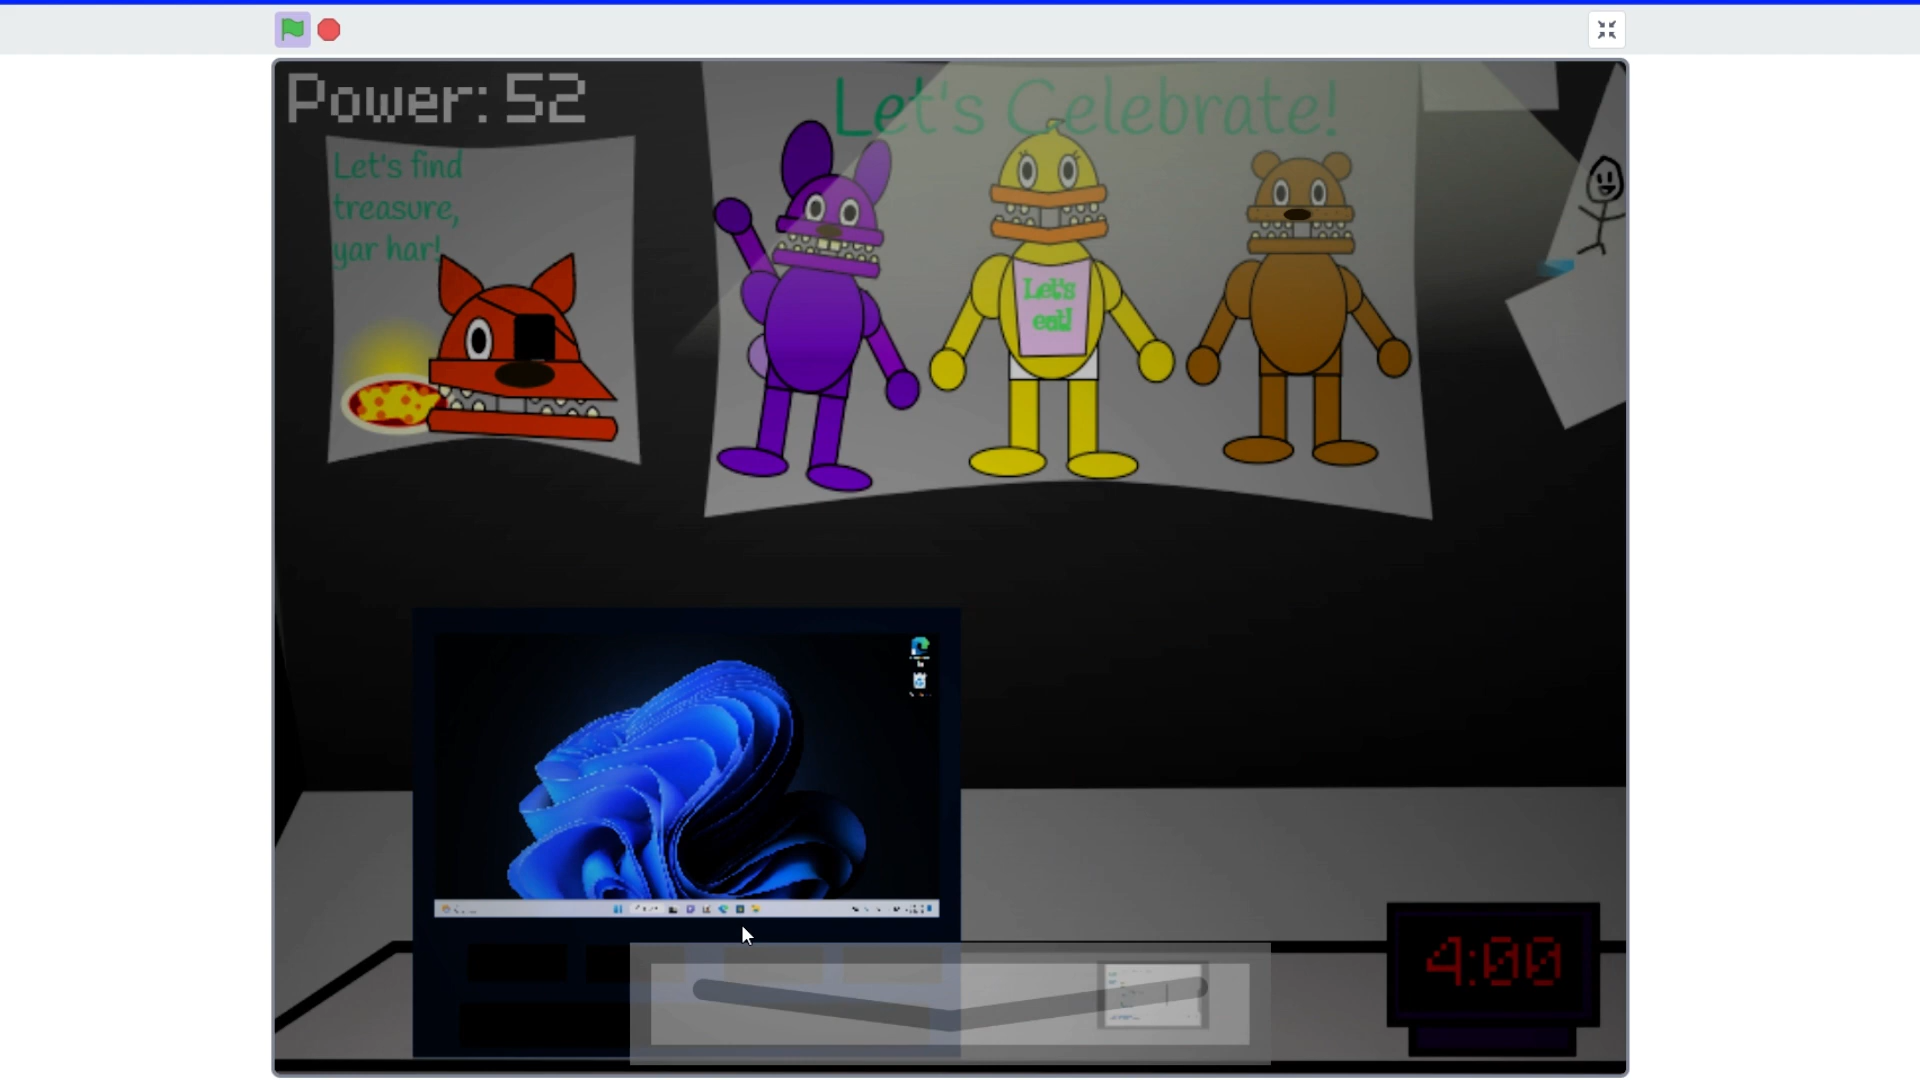 Power: 52
Let's Celebrate!
Let's find
treasure,
yar har!
Let's
eat!
4:00